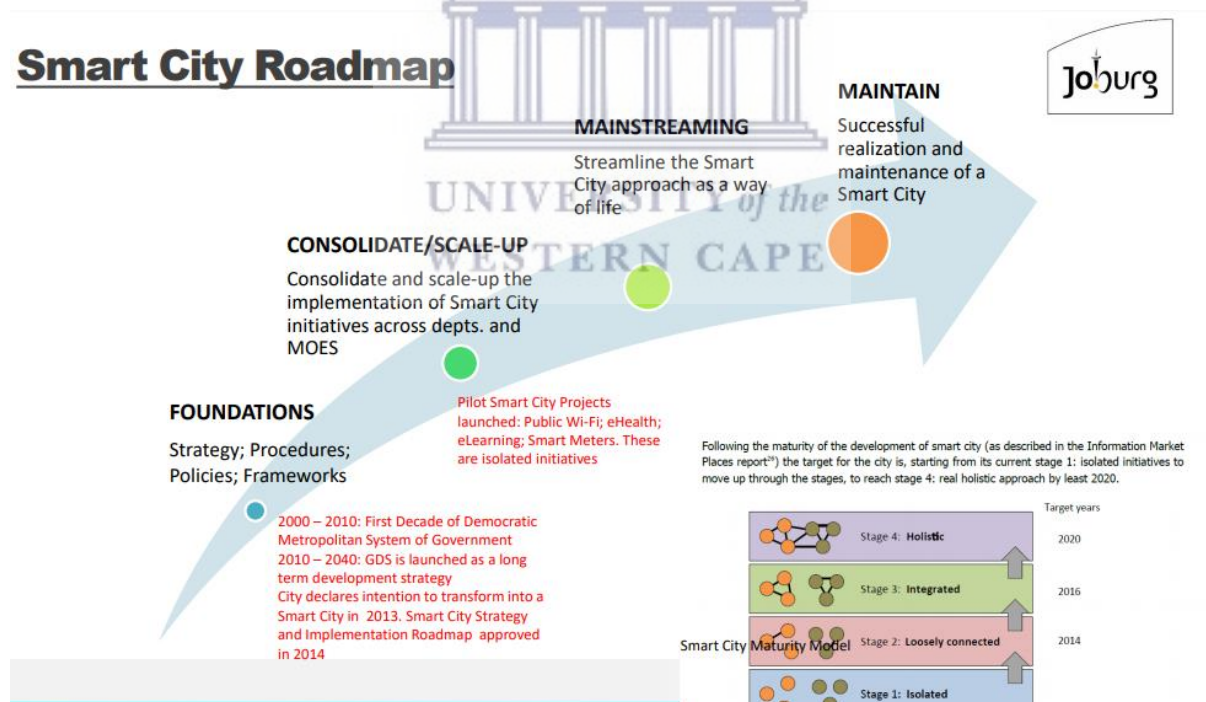 Smart City Roadmap
Joburg
MAINTAIN
Successful
realization and
maintenance of a
Smart City
MAINSTREAMING
Streamline the Smart
City approach as a way
of life
UNIVERSITY of the
WESTERN CAPE
CONSOLIDATE/SCALE-UP
Consolidate and scale-up the
implementation of Smart City
initiatives across depts. and
MOES
FOUNDATIONS
Strategy; Procedures;
Policies; Frameworks
Pilot Smart City Projects
launched: Public Wi-Fi; eHealth;
eLearning; Smart Meters. These
are isolated initiatives
2000 – 2010: First Decade of Democratic
Metropolitan System of Government
2010 – 2040: GDS is launched as a long
term development strategy
City declares intention to transform into a
Smart City in 2013. Smart City Strategy
and Implementation Roadmap approved
in 2014
Following the maturity of the development of smart city (as described in the Information Market
Places report²⁶) the target for the city is, starting from its current stage 1: isolated initiatives to
move up through the stages, to reach stage 4: real holistic approach by least 2020.
Target years
Stage 4: Holistic 2020
Stage 3: Integrated 2016
Smart City Maturity Model
Stage 2: Loosely connected 2014
Stage 1: Isolated